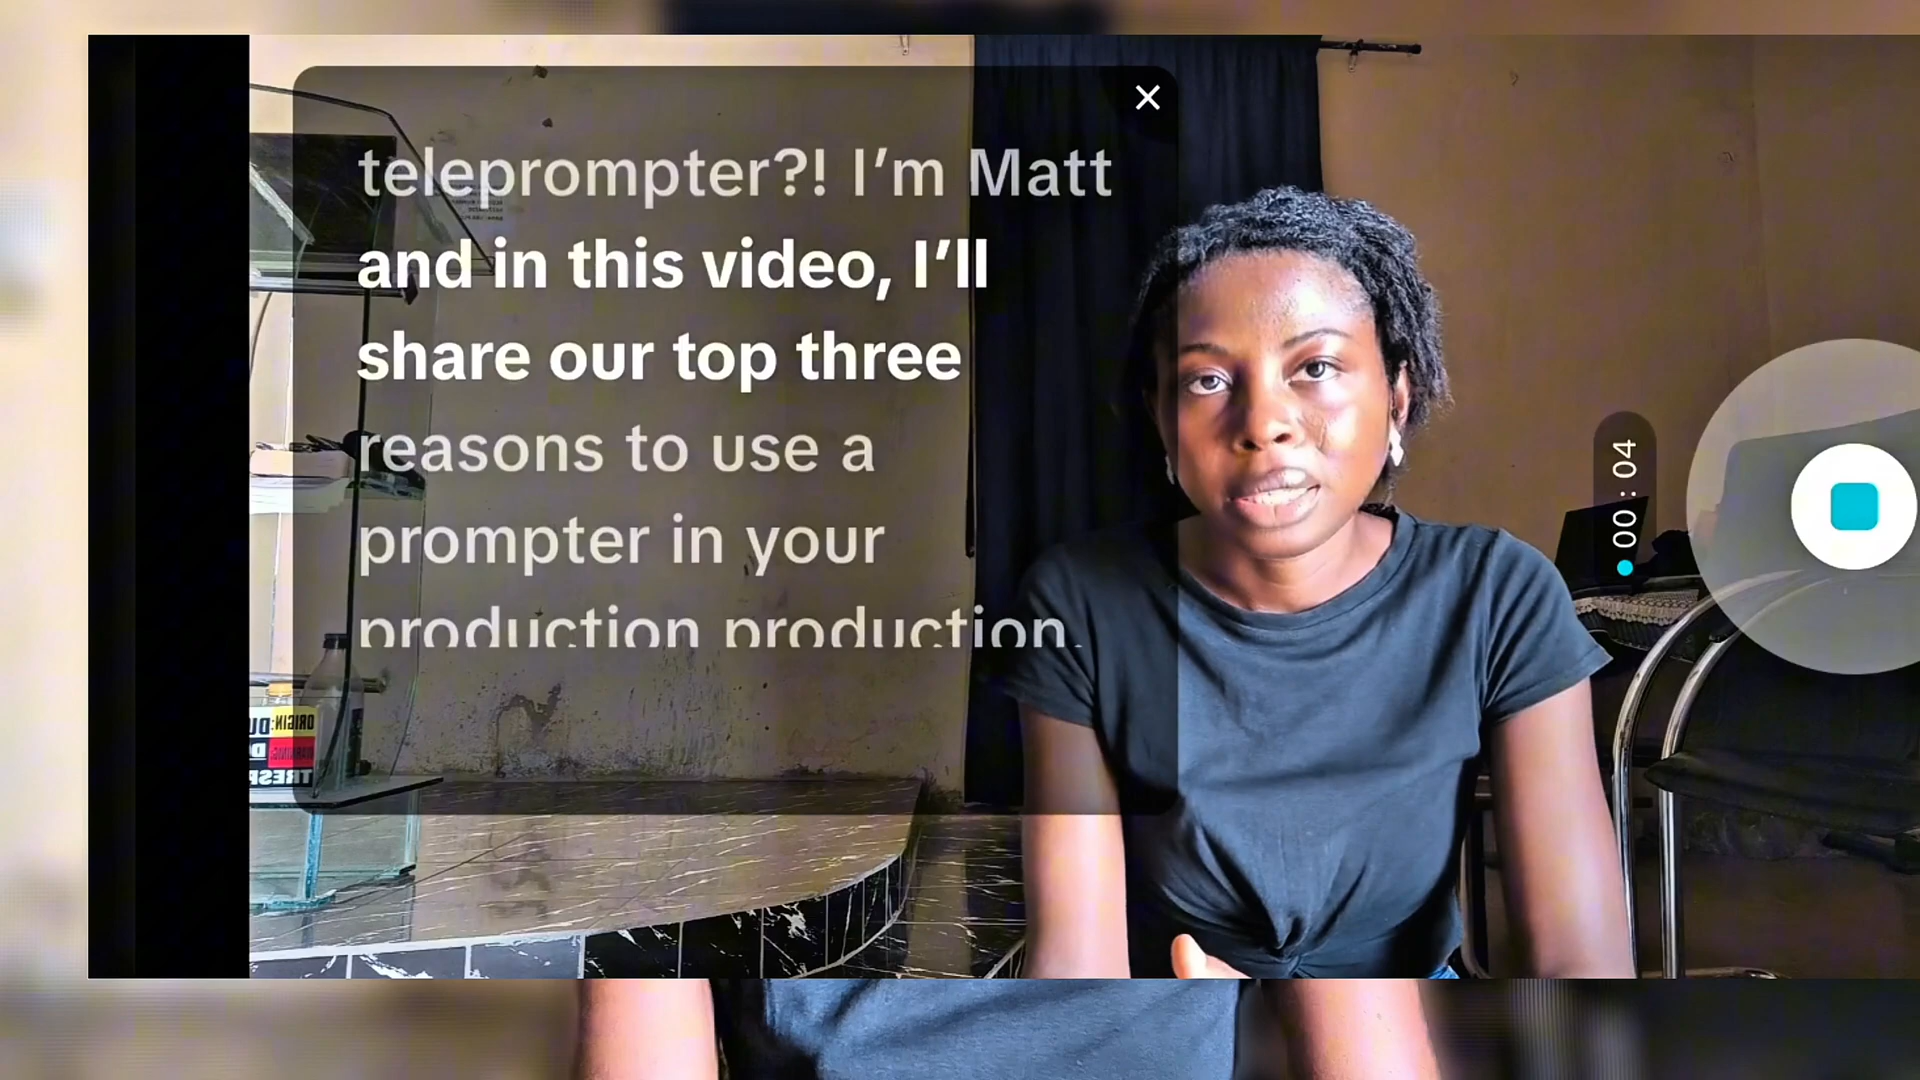 teleprompter?! I’m Matt
and in this video, I’ll
share our top three
reasons to use a
prompter in your
production production.
00:04
ORIGIN: